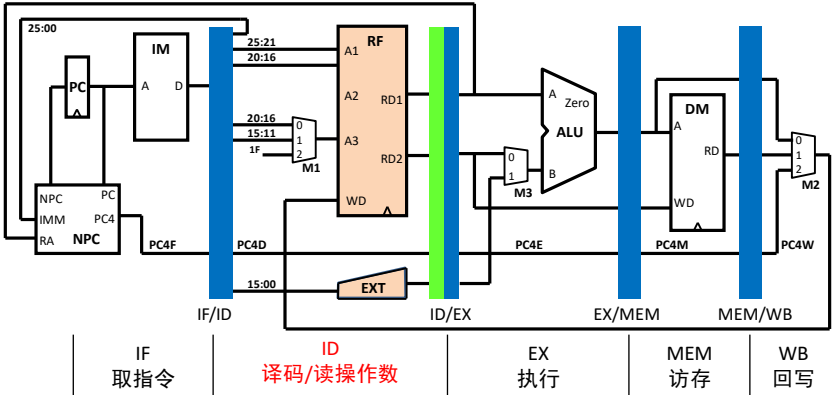 25:00
IM
A
D
PC
NPC
PC
IMM
PC4
RA
NPC
PC4F
IF/ID
25:21
20:16
20:16
15:11
1F
0
1
2
M1
RF
A1
A2
A3
RD1
RD2
WD
PC4D
15:00
EXT
ID/EX
0
1
M3
A
Zero
ALU
B
PC4E
EX/MEM
DM
A
RD
WD
PC4M
MEM/WB
0
1
2
M2
PC4W
IF
取指令
ID
译码/读操作数
EX
执行
MEM
访存
WB
回写